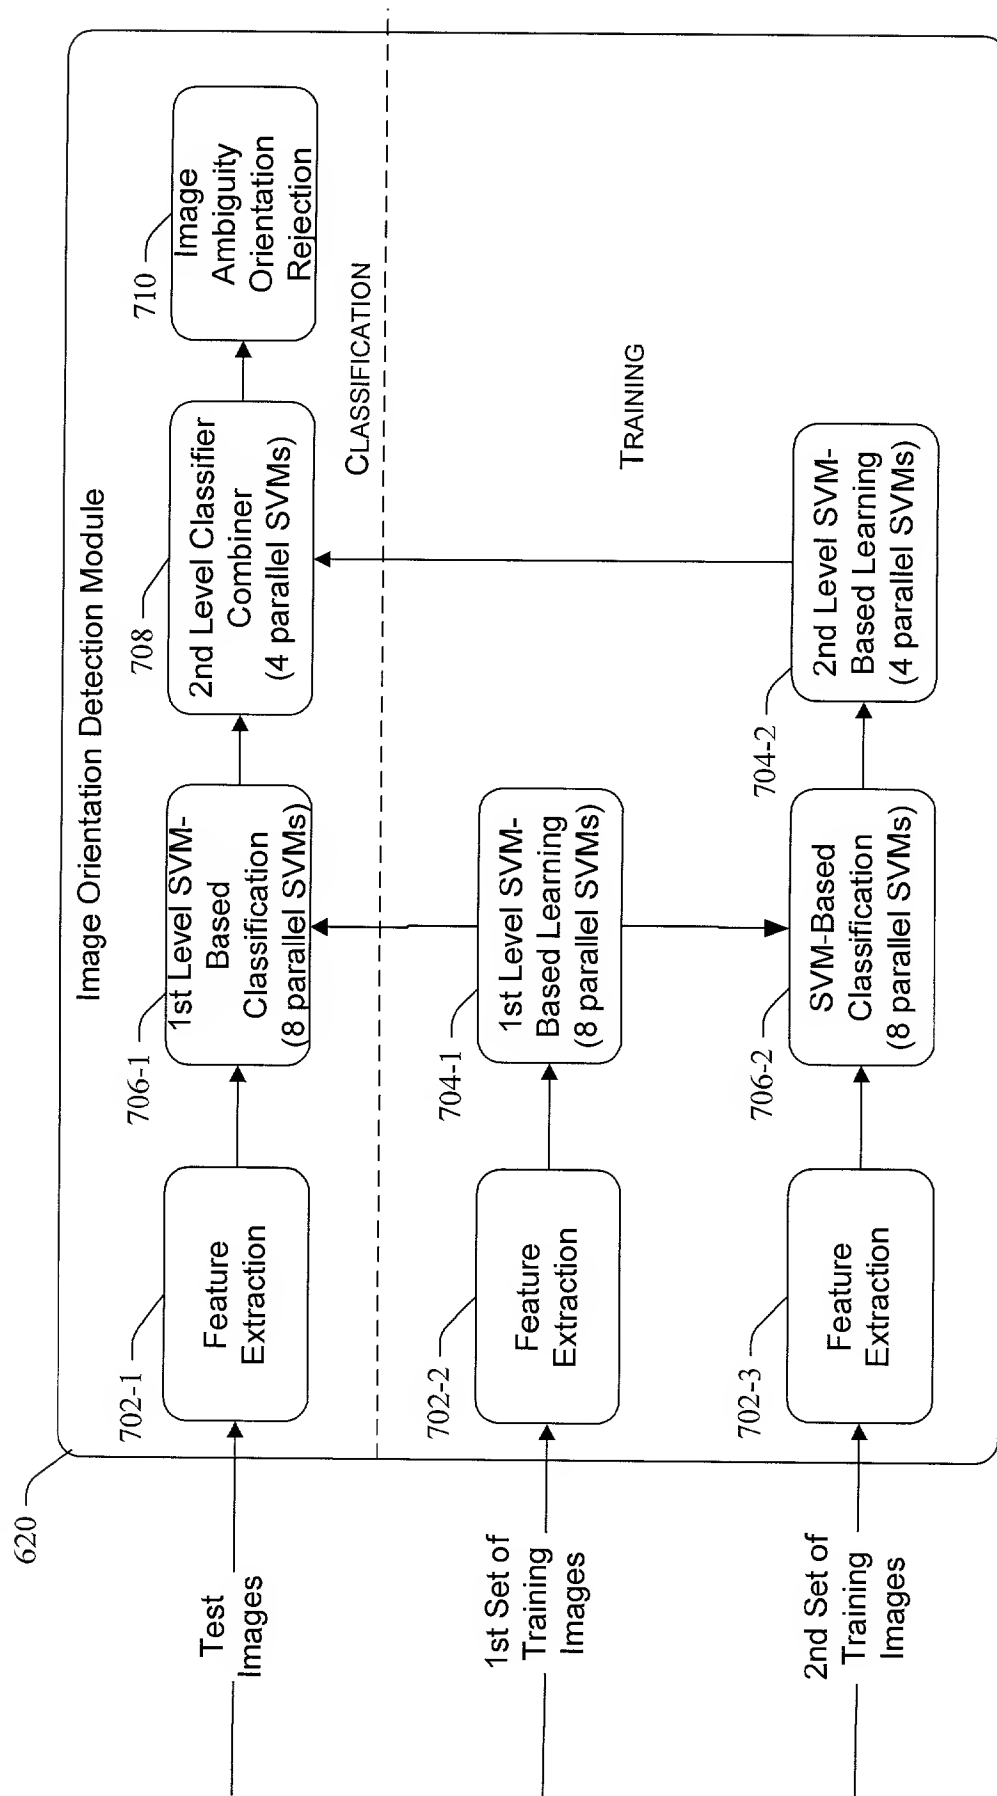 620
Image Orientation Detection Module
Test
Images
702-1
Feature
Extraction
706-1
1st Level SVM-
Based
Classification
(8 parallel SVMs)
708
2nd Level Classifier
Combiner
(4 parallel SVMs)
710
Image
Ambiguity
Orientation
Rejection
CLASSIFICATION
TRAINING
1st Set of
Training
Images
702-2
Feature
Extraction
704-1
1st Level SVM-
Based Learning
(8 parallel SVMs)
2nd Set of
Training
Images
702-3
Feature
Extraction
706-2
SVM-Based
Classification
(8 parallel SVMs)
704-2
2nd Level SVM-
Based Learning
(4 parallel SVMs)